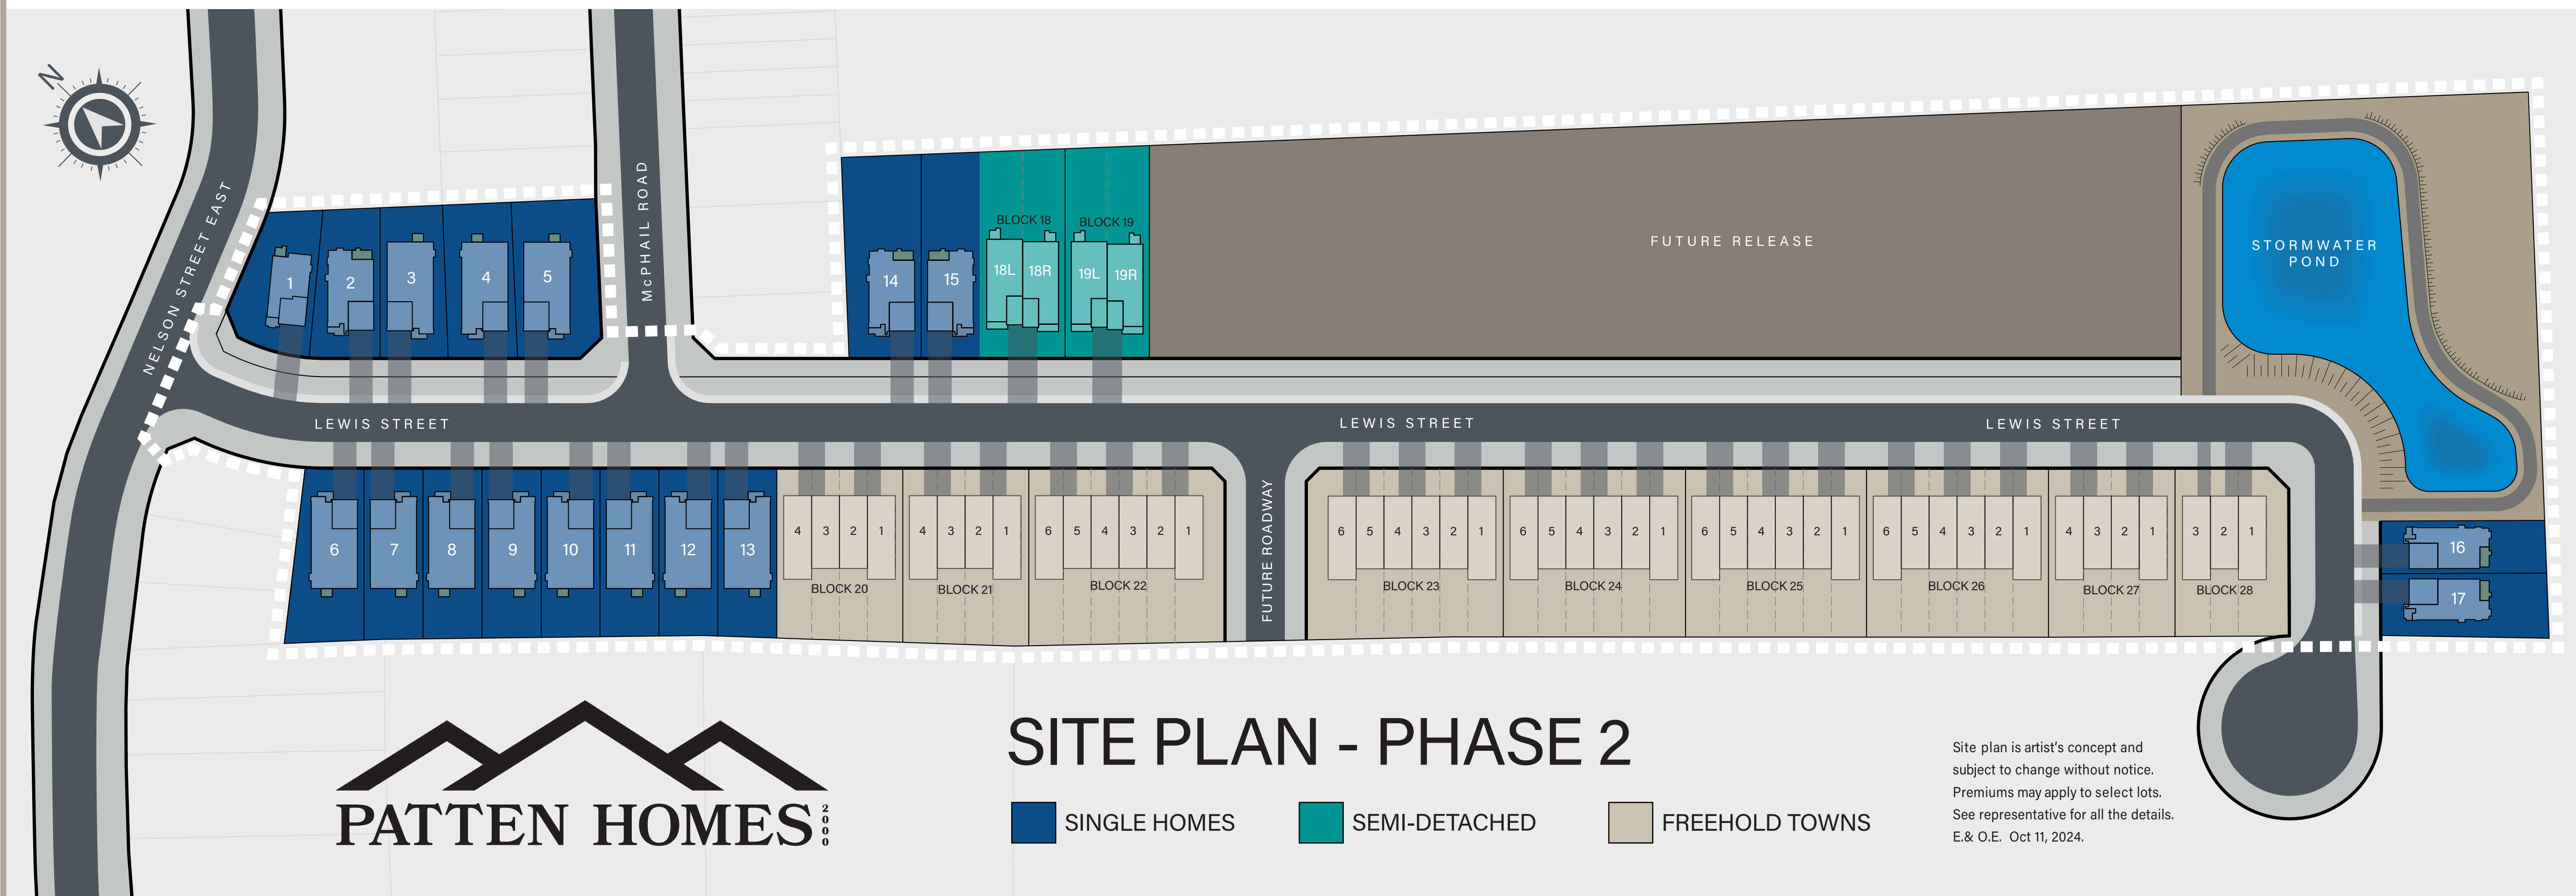 N
NELSON STREET EAST
McPHAIL ROAD
1
2
3
4
5
14
15
BLOCK 18
18L
18R
BLOCK 19
19L
19R
FUTURE RELEASE
STORMWATER
POND
LEWIS STREET
LEWIS STREET
LEWIS STREET
6
7
8
9
10
11
12
13
4 3 2 1
BLOCK 20
4 3 2 1
BLOCK 21
6 5 4 3 2 1
BLOCK 22
FUTURE ROADWAY
6 5 4 3 2 1
BLOCK 23
6 5 4 3 2 1
BLOCK 24
6 5 4 3 2 1
BLOCK 25
6 5 4 3 2 1
BLOCK 26
4 3 2 1
BLOCK 27
3 2 1
BLOCK 28
16
17
PATTEN HOMES 2000
SITE PLAN - PHASE 2
SINGLE HOMES
SEMI-DETACHED
FREEHOLD TOWNS
Site plan is artist's concept and
subject to change without notice.
Premiums may apply to select lots.
See representative for all the details.
E.& O.E. Oct 11, 2024.